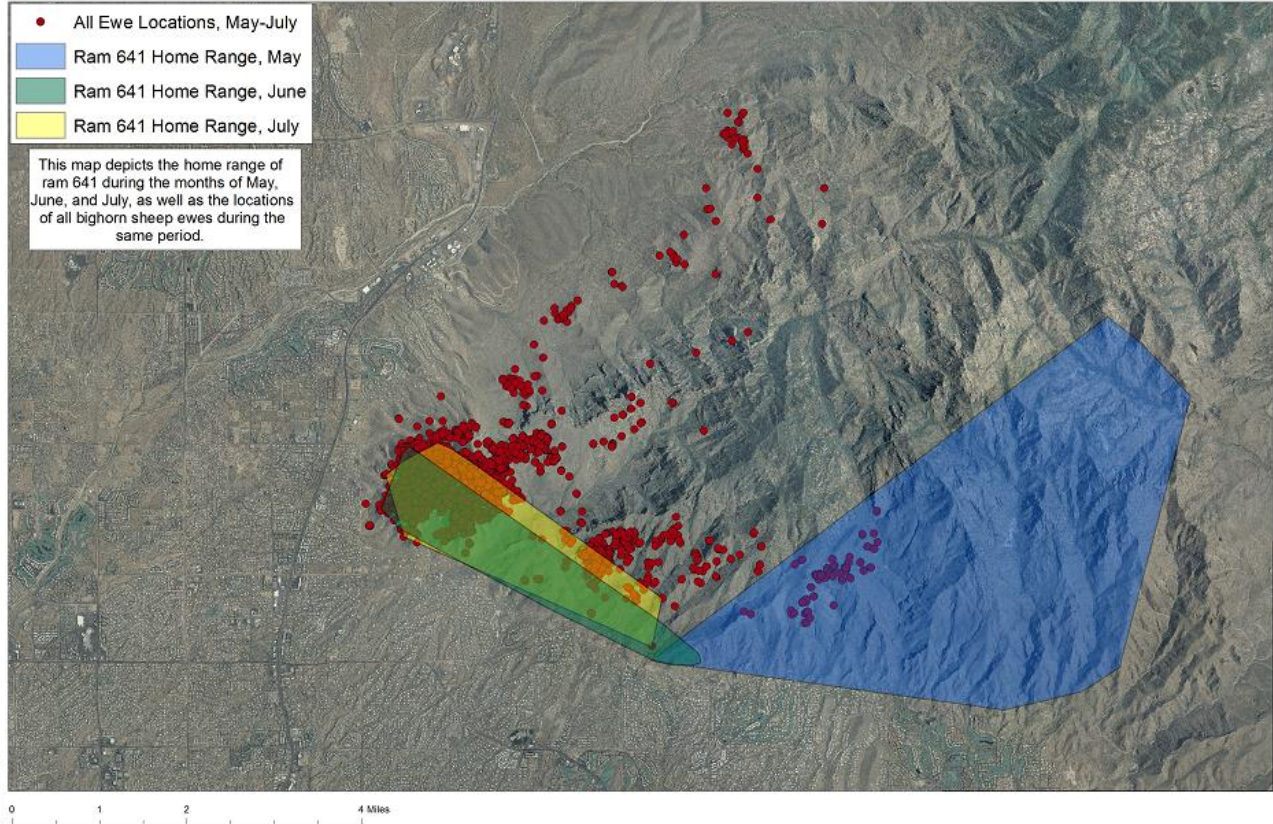 All Ewe Locations, May-July
Ram 641 Home Range, May
Ram 641 Home Range, June
Ram 641 Home Range, July
This map depicts the home range of
ram 641 during the months of May,
June, and July, as well as the locations
of all bighorn sheep ewes during the
same period.
0 1 2 4 Miles